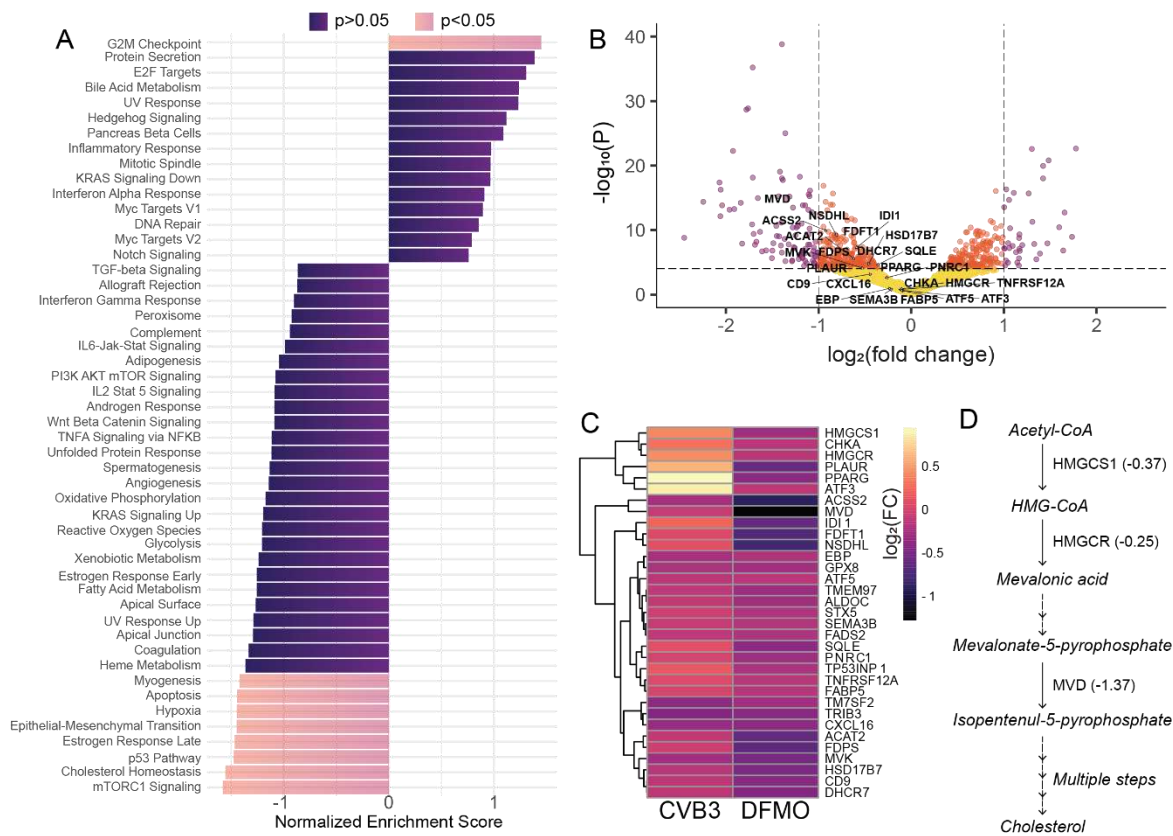 A
p>0.05
p<0.05
G2M Checkpoint
Protein Secretion
E2F Targets
Bile Acid Metabolism
UV Response
Hedgehog Signaling
Pancreas Beta Cells
Inflammatory Response
Mitotic Spindle
KRAS Signaling Down
Interferon Alpha Response
Myc Targets V1
DNA Repair
Myc Targets V2
Notch Signaling
TGF-beta Signaling
Allograft Rejection
Interferon Gamma Response
Peroxisome
Complement
IL6-Jak-Stat Signaling
Adipogenesis
PI3K AKT mTOR Signaling
IL2 Stat 5 Signaling
Androgen Response
Wnt Beta Catenin Signaling
TNFA Signaling via NFKB
Unfolded Protein Response
Spermatogenesis
Angiogenesis
Oxidative Phosphorylation
KRAS Signaling Up
Reactive Oxygen Species
Glycolysis
Xenobiotic Metabolism
Estrogen Response Early
Fatty Acid Metabolism
Apical Surface
UV Response Up
Apical Junction
Coagulation
Heme Metabolism
Myogenesis
Apoptosis
Hypoxia
Epithelial-Mesenchymal Transition
Estrogen Response Late
p53 Pathway
Cholesterol Homeostasis
mTORC1 Signaling
-1 0 1
Normalized Enrichment Score
B
-log₁₀(P)
40
30
20
10
0
MVD
ACSS2 NSDHL IDI1
ACAT2 FDFT1 HSD17B7
MVK FDPS DHCR7 SQLE
PLAUR PPARG PNRC1
CD9 CXCL16 CHKA HMGCR TNFRSF12A
EBP SEMA3B FABP5 ATF5 ATF3
-2 -1 0 1 2
log₂(fold change)
C
HMGCS1
CHKA
HMGCR
PLAUR
PPARG
ATF3
ACSS2
MVD
IDI 1
FDFT1
NSDHL
EBP
GPX8
ATF5
TMEM97
ALDOC
STX5
SEMA3B
FADS2
SQLE
PNRC1
TP53INP 1
TNFRSF12A
FABP5
TM7SF2
TRIB3
CXCL16
ACAT2
FDPS
MVK
HSD17B7
CD9
DHCR7
CVB3 DFMO
log₂(FC)
0.5
0
-0.5
-1
D
Acetyl-CoA
HMGCS1 (-0.37)
HMG-CoA
HMGCR (-0.25)
Mevalonic acid
Mevalonate-5-pyrophosphate
MVD (-1.37)
Isopentenul-5-pyrophosphate
Multiple steps
Cholesterol